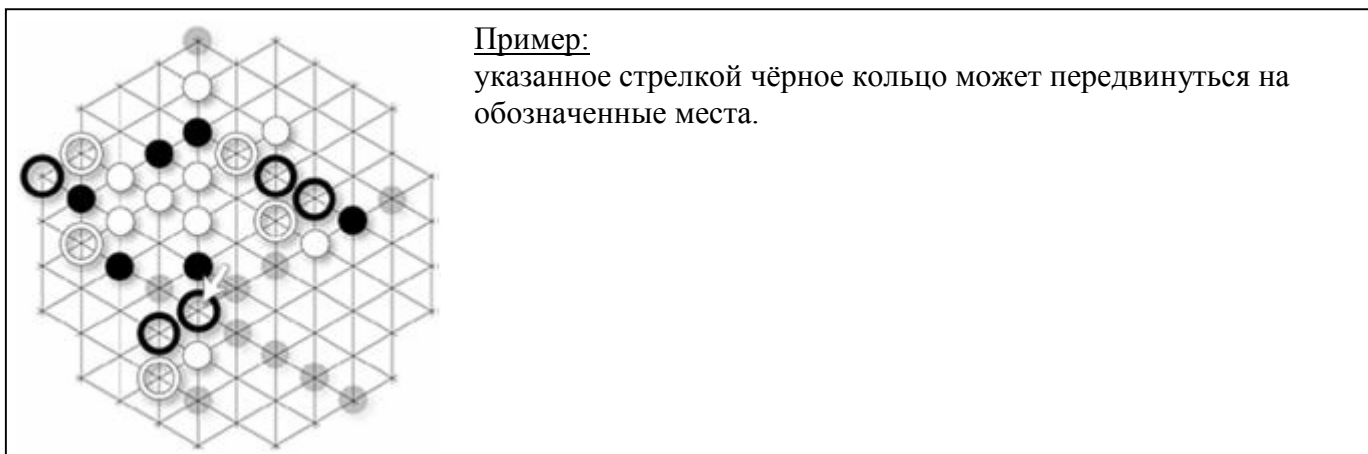 Пример:
указанное стрелкой чёрное кольцо может передвинуться на
обозначенные места.